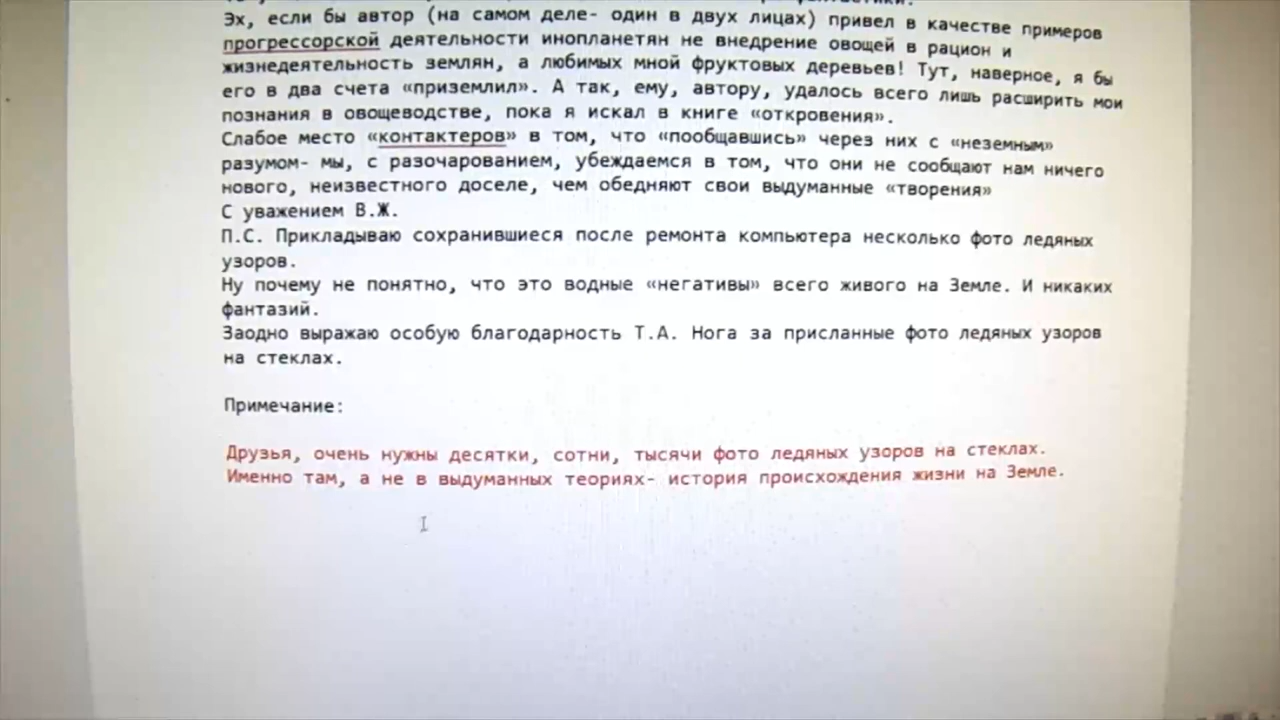 Эх, если бы автор (на самом деле- один в двух лицах) привел в качестве примеров
прогрессорской деятельности инопланетян не внедрение овощей в рацион и
жизнедеятельность землян, а любимых мной фруктовых деревьев! Тут, наверное, я бы
его в два счета «приземлил». А так, ему, автору, удалось всего лишь расширить мои
познания в овощеводстве, пока я искал в книге «откровения».
Слабое место «контактеров» в том, что «пообщавшись» через них с «неземным»
разумом- мы, с разочарованием, убеждаемся в том, что они не сообщают нам ничего
нового, неизвестного доселе, чем обедняют свои выдуманные «творения»
С уважением В.Ж.
П.С. Прикладываю сохранившиеся после ремонта компьютера несколько фото ледяных
узоров.
Ну почему не понятно, что это водные «негативы» всего живого на Земле. И никаких
фантазий.
Заодно выражаю особую благодарность Т.А. Нога за присланные фото ледяных узоров
на стеклах.
Примечание:
Друзья, очень нужны десятки, сотни, тысячи фото ледяных узоров на стеклах.
Именно там, а не в выдуманных теориях- история происхождения жизни на Земле.